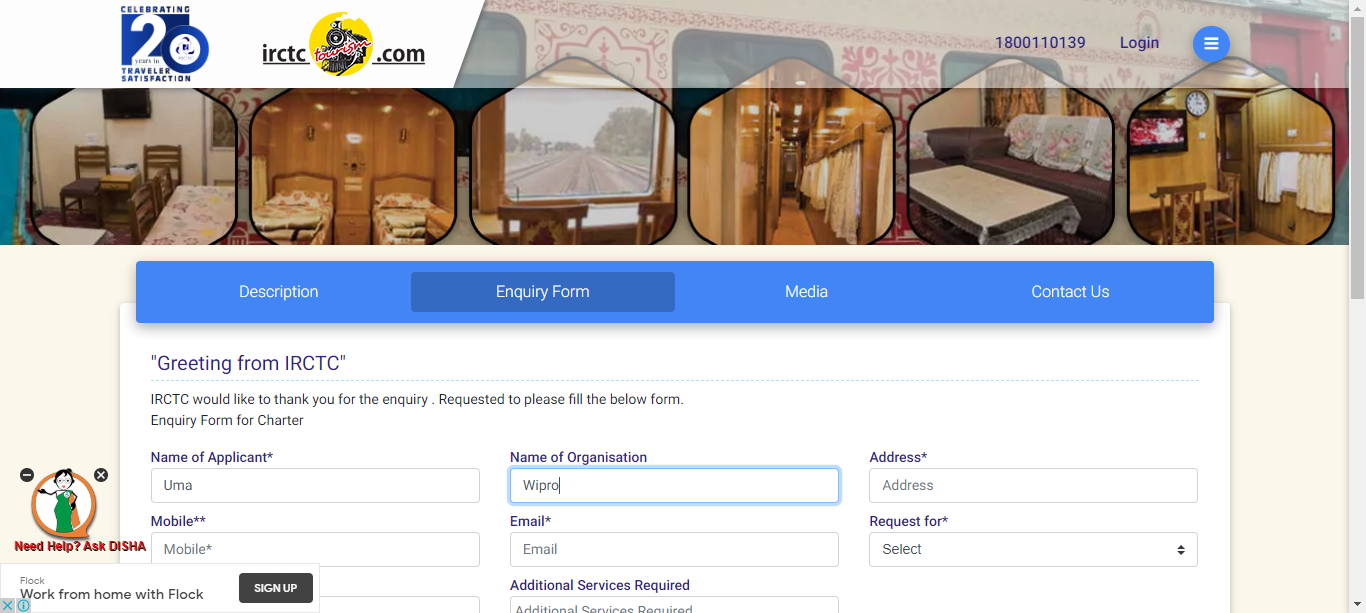 CELEBRATING
20
years in
TRAVELER
SATISFACTION
irctc tourism .com
1800110139
Login
Description
Enquiry Form
Media
Contact Us
"Greeting from IRCTC"
IRCTC would like to thank you for the enquiry . Requested to please fill the below form.
Enquiry Form for Charter
Name of Applicant*
Name of Organisation
Address*
Uma
Wipro
Address
Mobile**
Email*
Request for*
Mobile*
Email
Select
Need Help? Ask DISHA
Additional Services Required
Additional Services Required
Flock
Work from home with Flock
SIGN UP